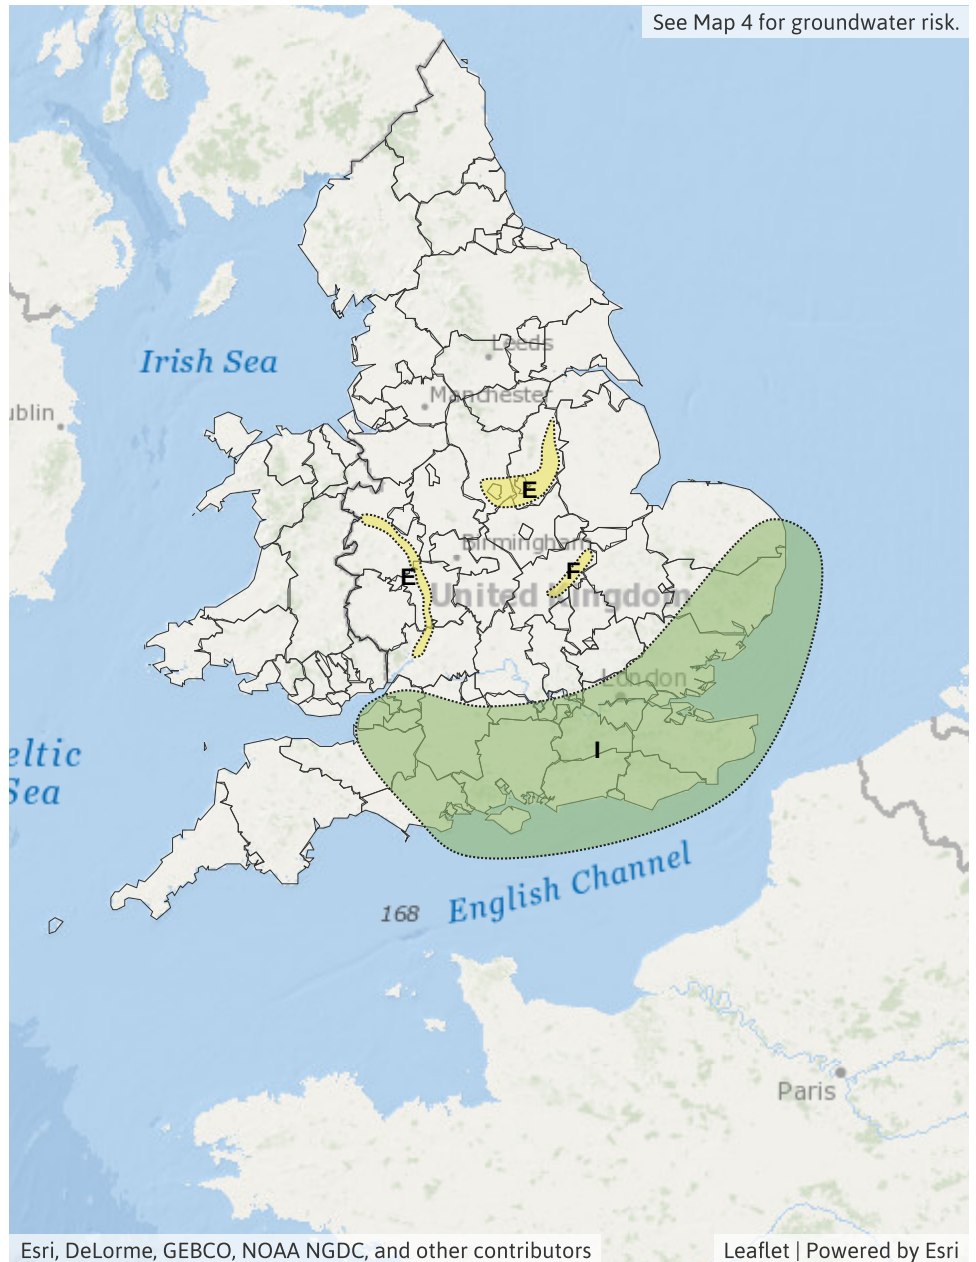 See Map 4 for groundwater risk.
Leeds
Irish Sea
Manchester
ublin
E
Birmingham
E
F
United Kingdom
London
eltic
Sea
I
English Channel
168
Paris
Esri, DeLorme, GEBCO, NOAA NGDC, and other contributors
Leaflet | Powered by Esri